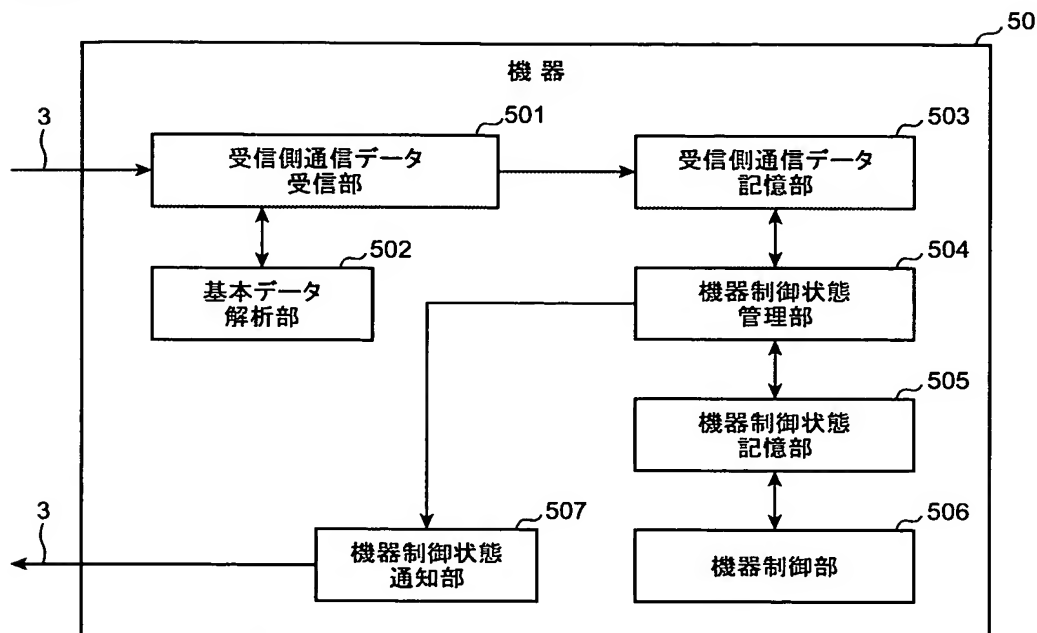 50
機器
3
501
受信側通信データ
受信部
503
受信側通信データ
記憶部
502
基本データ
解析部
504
機器制御状態
管理部
505
機器制御状態
記憶部
3
507
機器制御状態
通知部
506
機器制御部